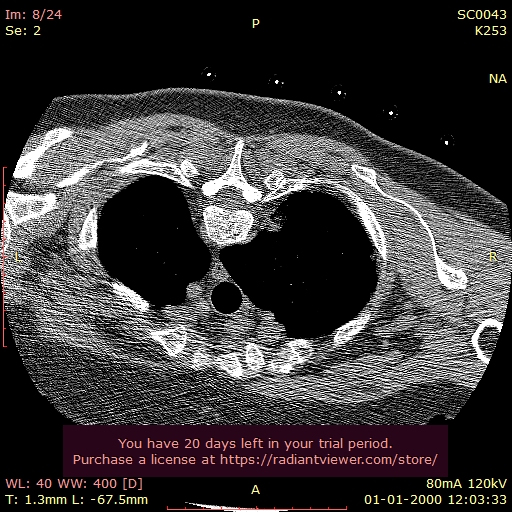 Im: 8/24
Se: 2
P
SC0043
K253
NA
L
R
You have 20 days left in your trial period.
Purchase a license at https://radiantviewer.com/store/
WL: 40 WW: 400 [D]
T: 1.3mm L: -67.5mm
A
80mA 120kV
01-01-2000 12:03:33